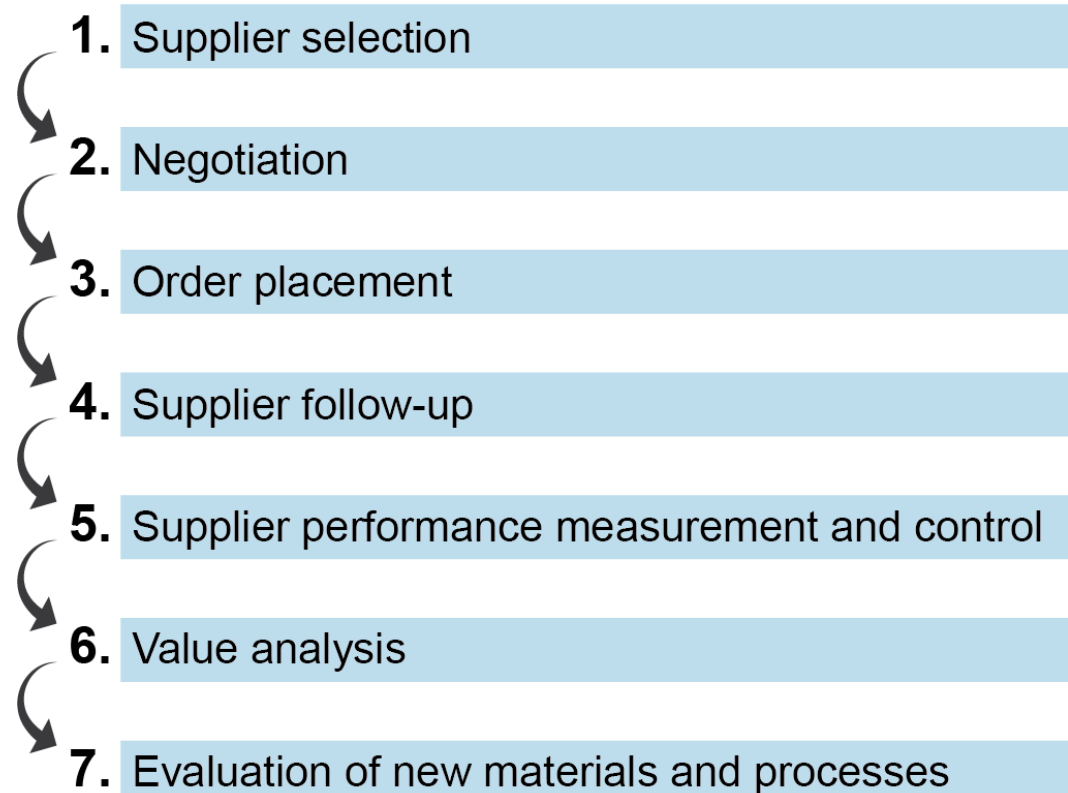 1. Supplier selection
2. Negotiation
3. Order placement
4. Supplier follow-up
5. Supplier performance measurement and control
6. Value analysis
7. Evaluation of new materials and processes